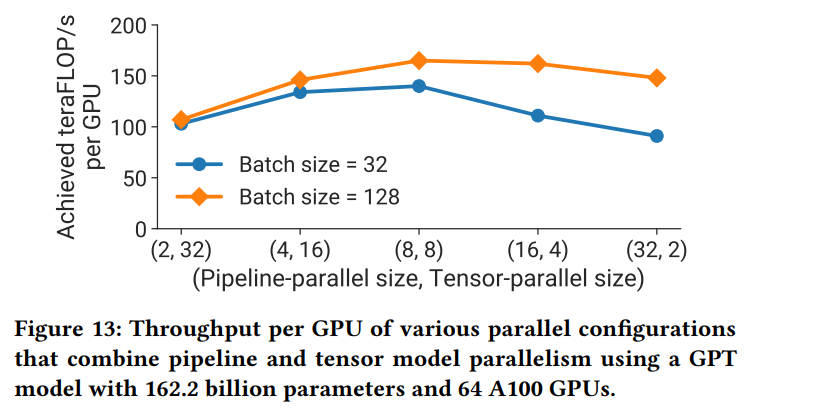 Achieved teraFLOP/s
per GPU
200
150
100
50
0
Batch size = 32
Batch size = 128
(2, 32)
(4, 16)
(8, 8)
(16, 4)
(32, 2)
(Pipeline-parallel size, Tensor-parallel size)
Figure 13: Throughput per GPU of various parallel configurations
that combine pipeline and tensor model parallelism using a GPT
model with 162.2 billion parameters and 64 A100 GPUs.